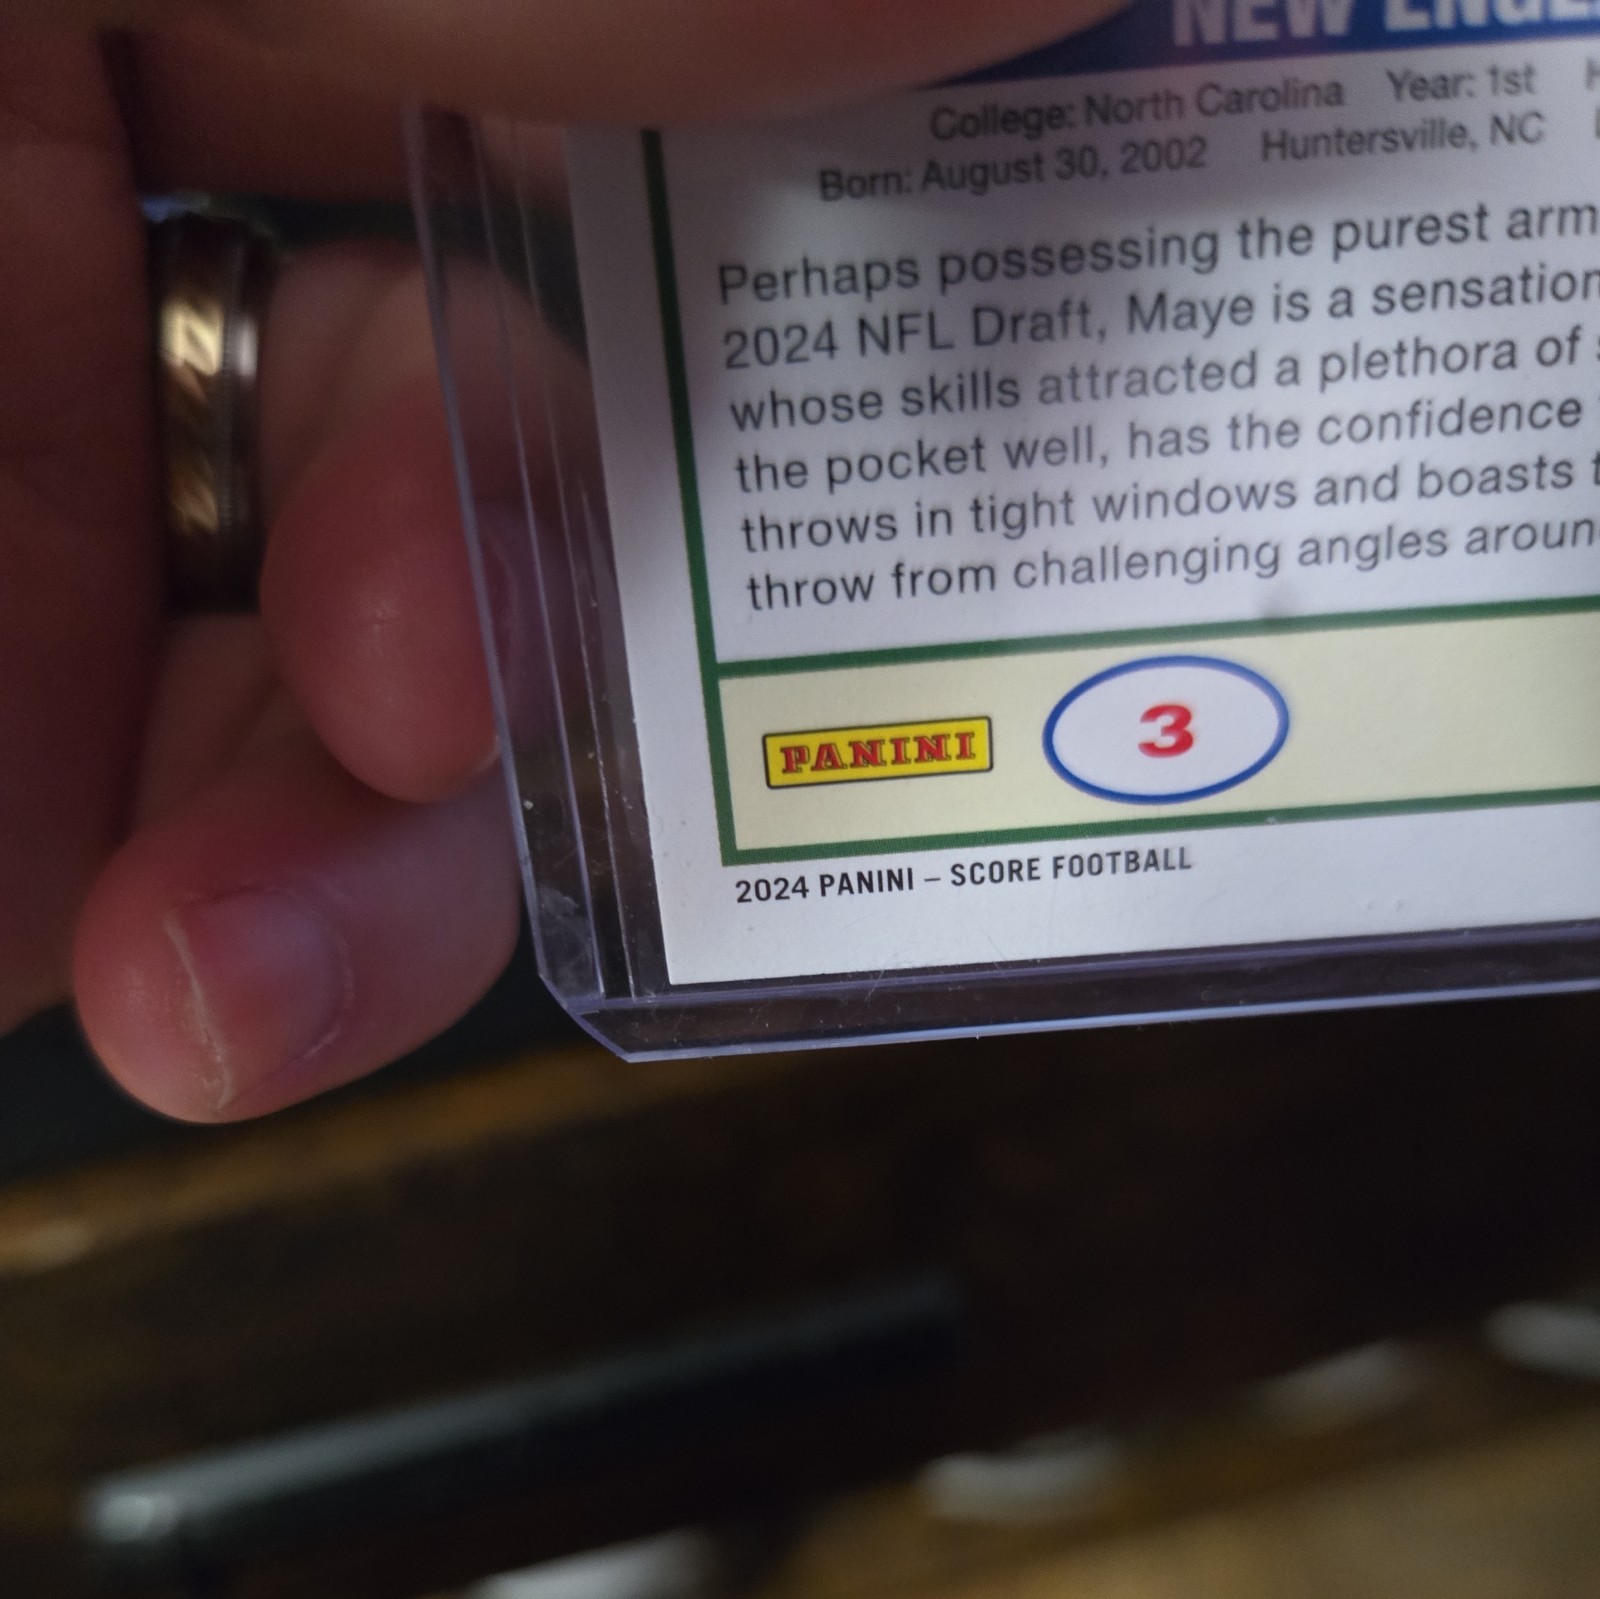 NEW ENGL
College: North Carolina Year: 1st
Born: August 30, 2002 Huntersville, NC
Perhaps possessing the purest arm
2024 NFL Draft, Maye is a sensation
whose skills attracted a plethora of
the pocket well, has the confidence
throws in tight windows and boasts
throw from challenging angles aroun
PANINI
3
2024 PANINI – SCORE FOOTBALL